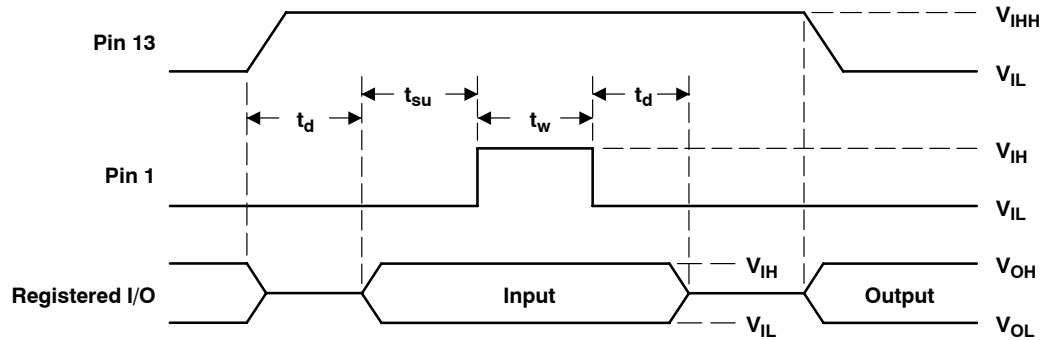 Pin 13
V_IHH
V_IL
t_d
t_su
t_w
t_d
Pin 1
V_IH
V_IL
Registered I/O
Input
V_IH
V_IL
Output
V_OH
V_OL